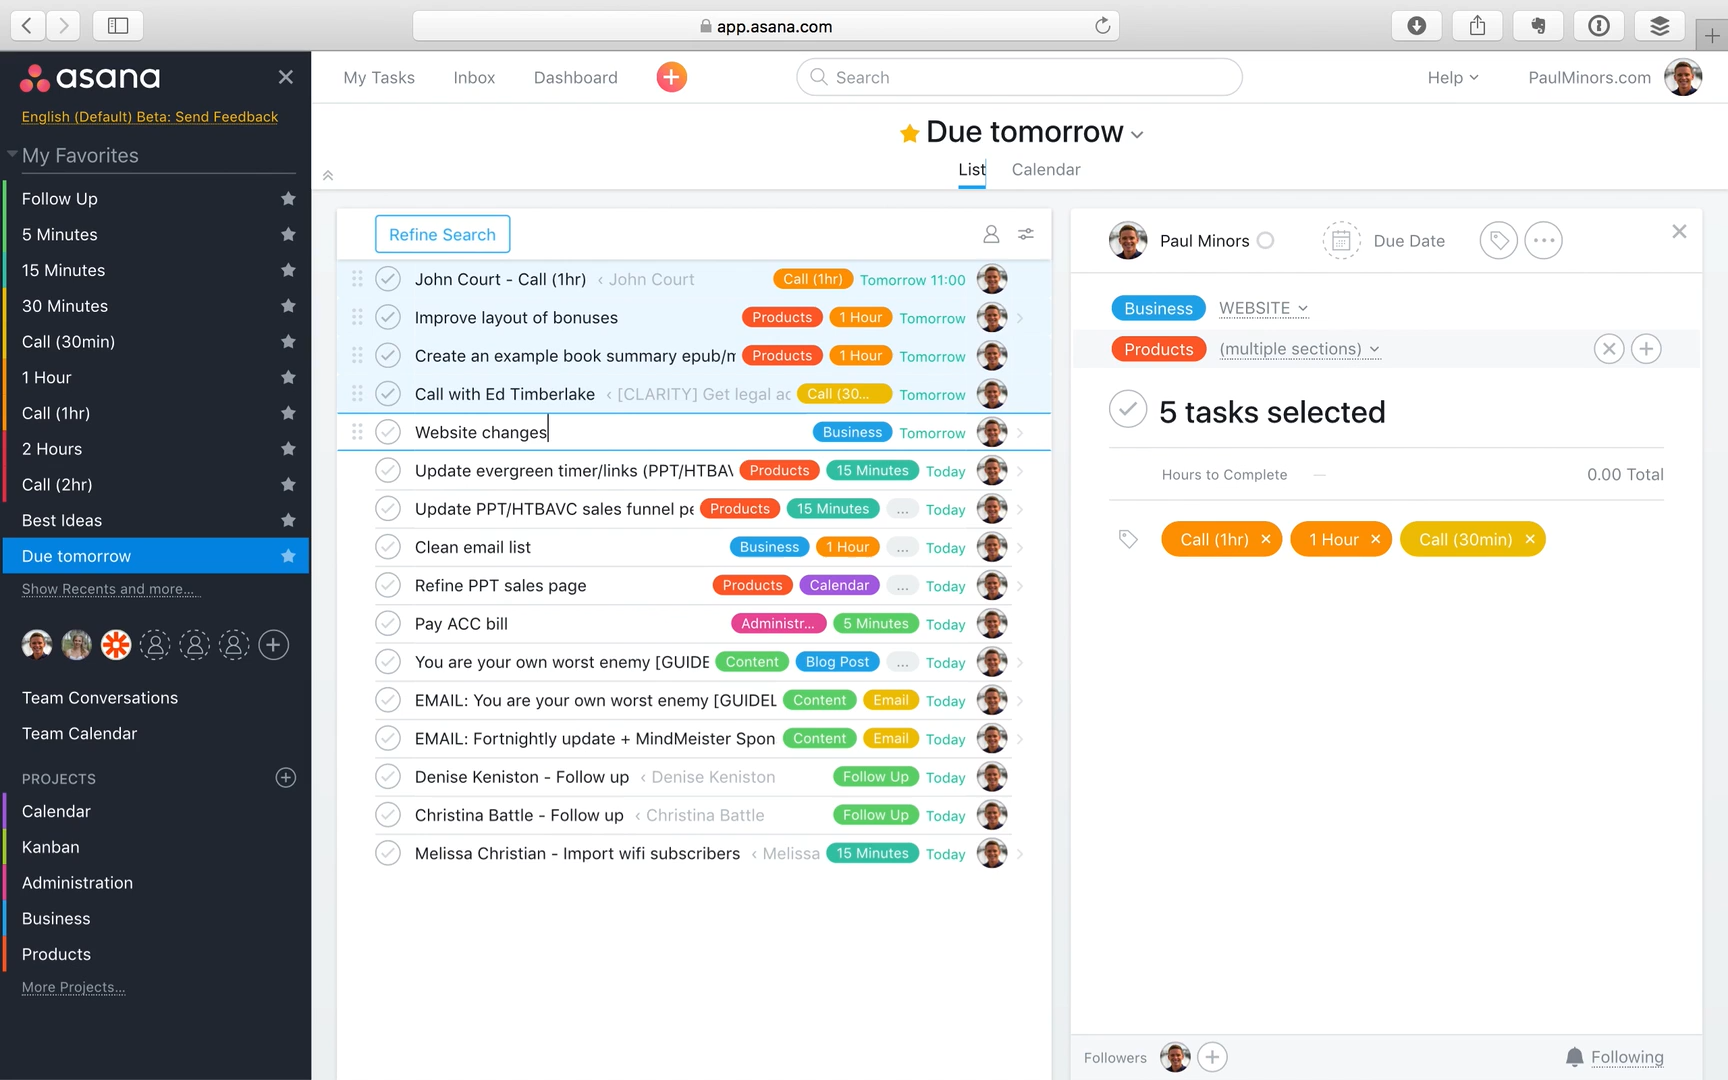 app.asana.com
asana
English (Default) Beta: Send Feedback
My Favorites
Follow Up
5 Minutes
15 Minutes
30 Minutes
Call (30min)
1 Hour
Call (1hr)
2 Hours
Call (2hr)
Best Ideas
Due tomorrow
Show Recents and more...
Team Conversations
Team Calendar
PROJECTS
Calendar
Kanban
Administration
Business
Products
More Projects...
My Tasks Inbox Dashboard Search Help PaulMinors.com
Due tomorrow
List Calendar
Refine Search
John Court - Call (1hr) ‹ John Court Call (1hr) Tomorrow 11:00
Improve layout of bonuses Products 1 Hour Tomorrow
Create an example book summary epub/m Products 1 Hour Tomorrow
Call with Ed Timberlake ‹ [CLARITY] Get legal ac Call (30... Tomorrow
Website changes Business Tomorrow
Update evergreen timer/links (PPT/HTBAV Products 15 Minutes Today
Update PPT/HTBAVC sales funnel pe Products 15 Minutes ... Today
Clean email list Business 1 Hour ... Today
Refine PPT sales page Products Calendar ... Today
Pay ACC bill Administr... 5 Minutes Today
You are your own worst enemy [GUIDE Content Blog Post ... Today
EMAIL: You are your own worst enemy [GUIDEL Content Email Today
EMAIL: Fortnightly update + MindMeister Spon Content Email Today
Denise Keniston - Follow up ‹ Denise Keniston Follow Up Today
Christina Battle - Follow up ‹ Christina Battle Follow Up Today
Melissa Christian - Import wifi subscribers ‹ Melissa 15 Minutes Today
Paul Minors Due Date
Business WEBSITE
Products (multiple sections)
5 tasks selected
Hours to Complete — 0.00 Total
Call (1hr) × 1 Hour × Call (30min) ×
Followers Following